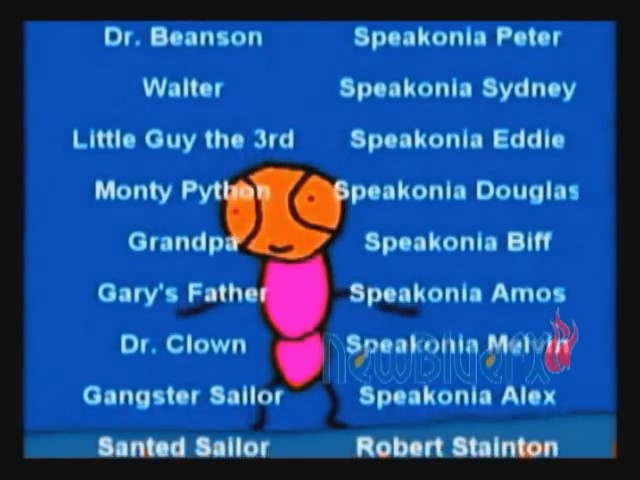 Dr. Beanson Speakonia Peter
Walter Speakonia Sydney
Little Guy the 3rd Speakonia Eddie
Monty Python Speakonia Douglas
Grandpa Speakonia Biff
Gary's Father Speakonia Amos
Dr. Clown Speakonia Melvin
NewBlueFX
Gangster Sailor Speakonia Alex
Santed Sailor Robert Stainton